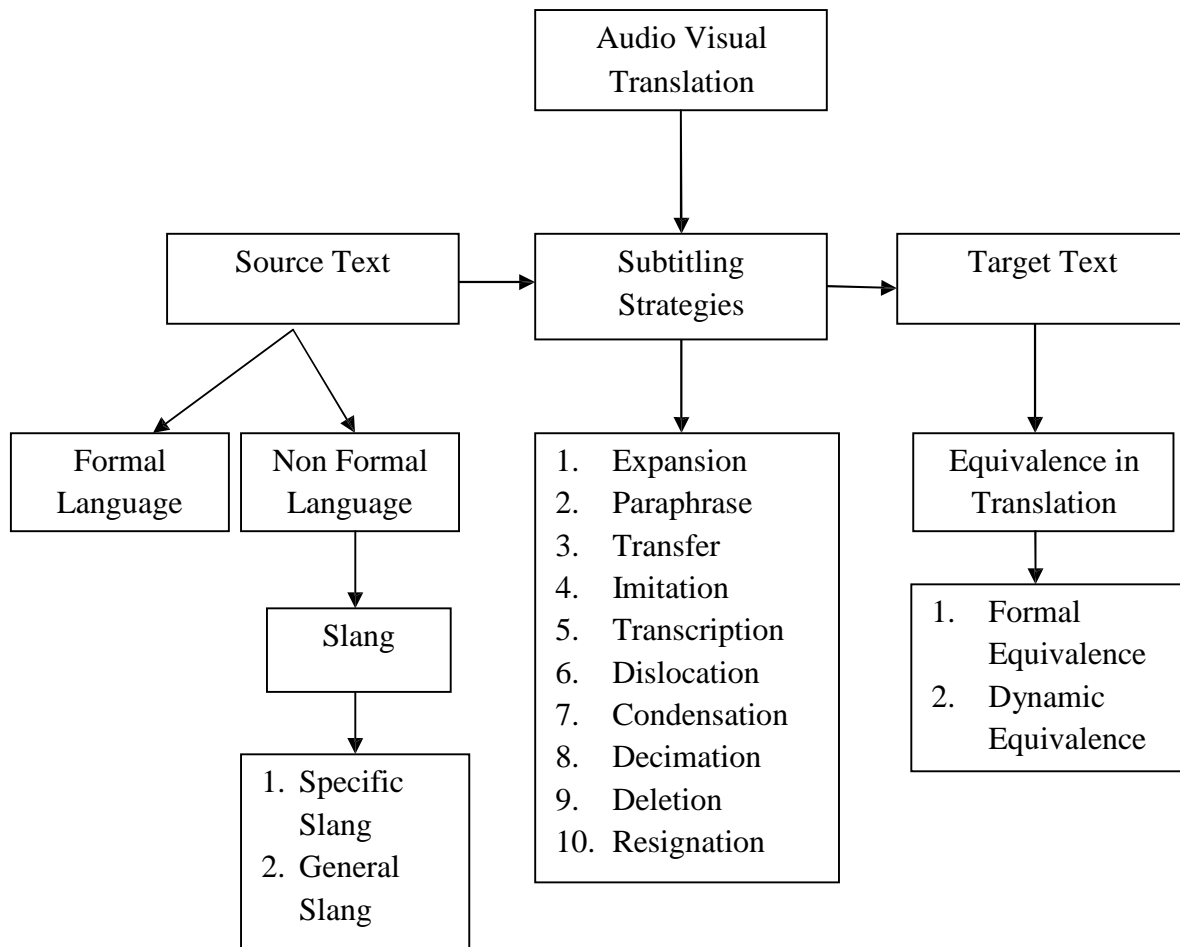 Audio Visual
Translation
Source Text
Subtitling
Strategies
Target Text
Formal
Language
Non Formal
Language
Slang
1. Specific
Slang
2. General
Slang
1. Expansion
2. Paraphrase
3. Transfer
4. Imitation
5. Transcription
6. Dislocation
7. Condensation
8. Decimation
9. Deletion
10. Resignation
Equivalence in
Translation
1. Formal
Equivalence
2. Dynamic
Equivalence